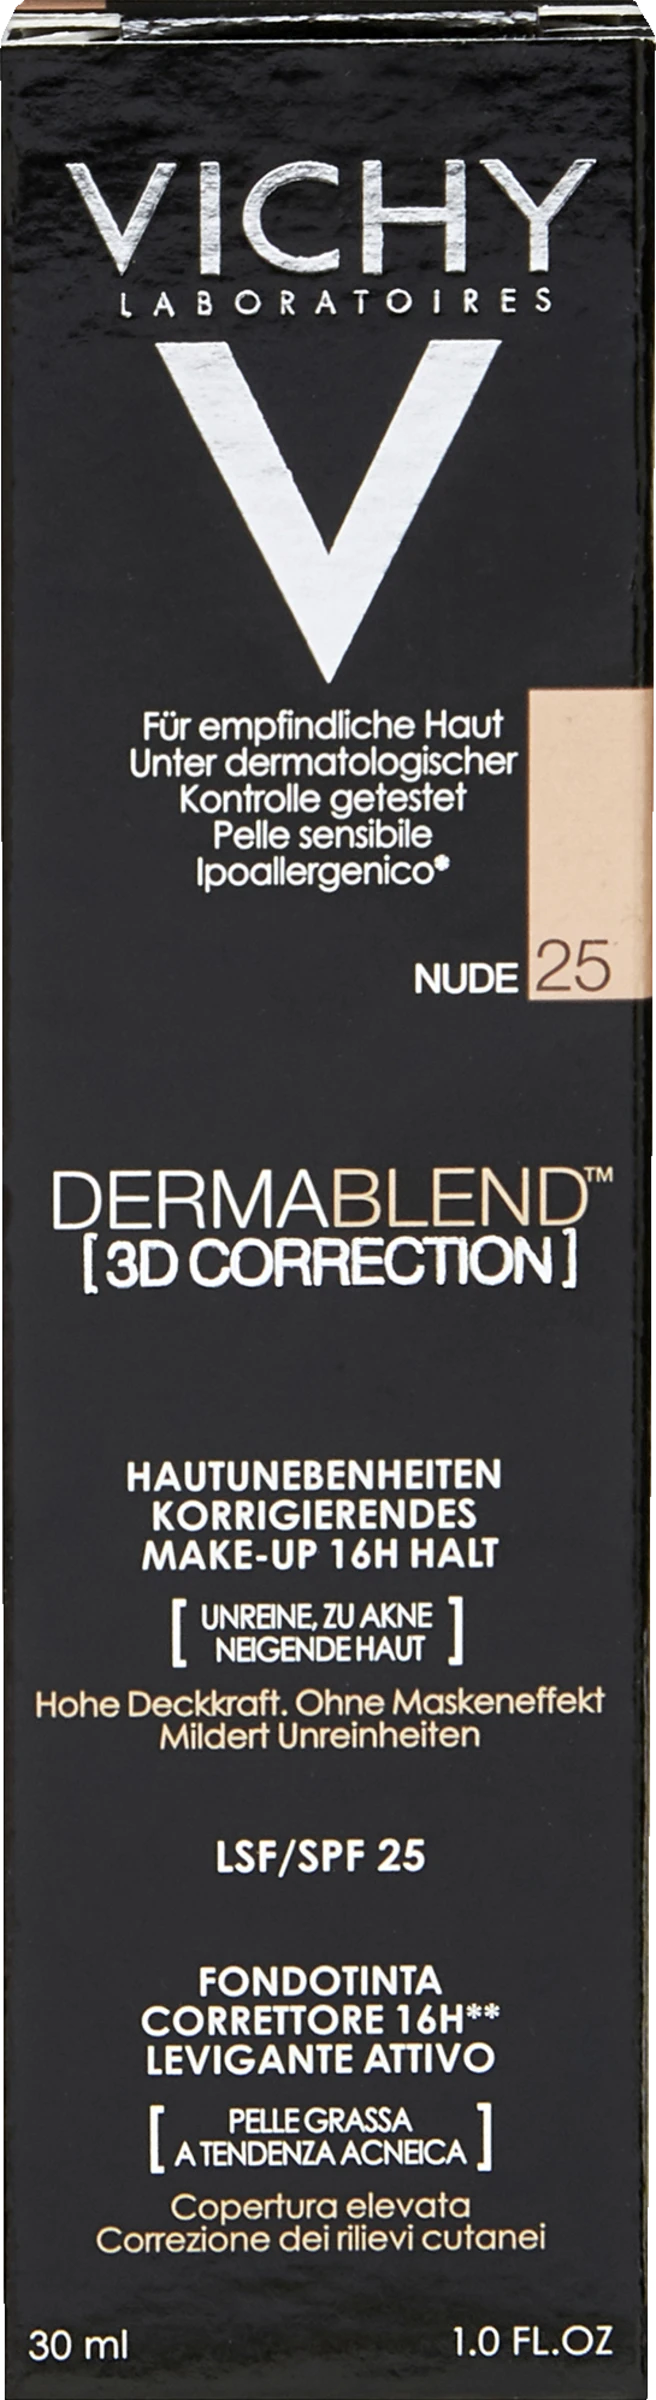 VICHY
LABORATOIRES
V
Für empfindliche Haut
Unter dermatologischer
Kontrolle getestet
Pelle sensibile
Ipoallergenico*
NUDE 25
DERMABLEND™
[3D CORRECTION]
HAUTUNEBENHEITEN
KORRIGIERENDES
MAKE-UP 16H HALT
[ UNREINE, ZU AKNE
NEIGENDE HAUT ]
Hohe Deckkraft. Ohne Maskeneffekt
Mildert Unreinheiten
LSF/SPF 25
FONDOTINTA
CORRETTORE 16H**
LEVIGANTE ATTIVO
[ PELLE GRASSA
A TENDENZA ACNEICA ]
Copertura elevata
Correzione dei rilievi cutanei
30 ml 1.0 FL.OZ